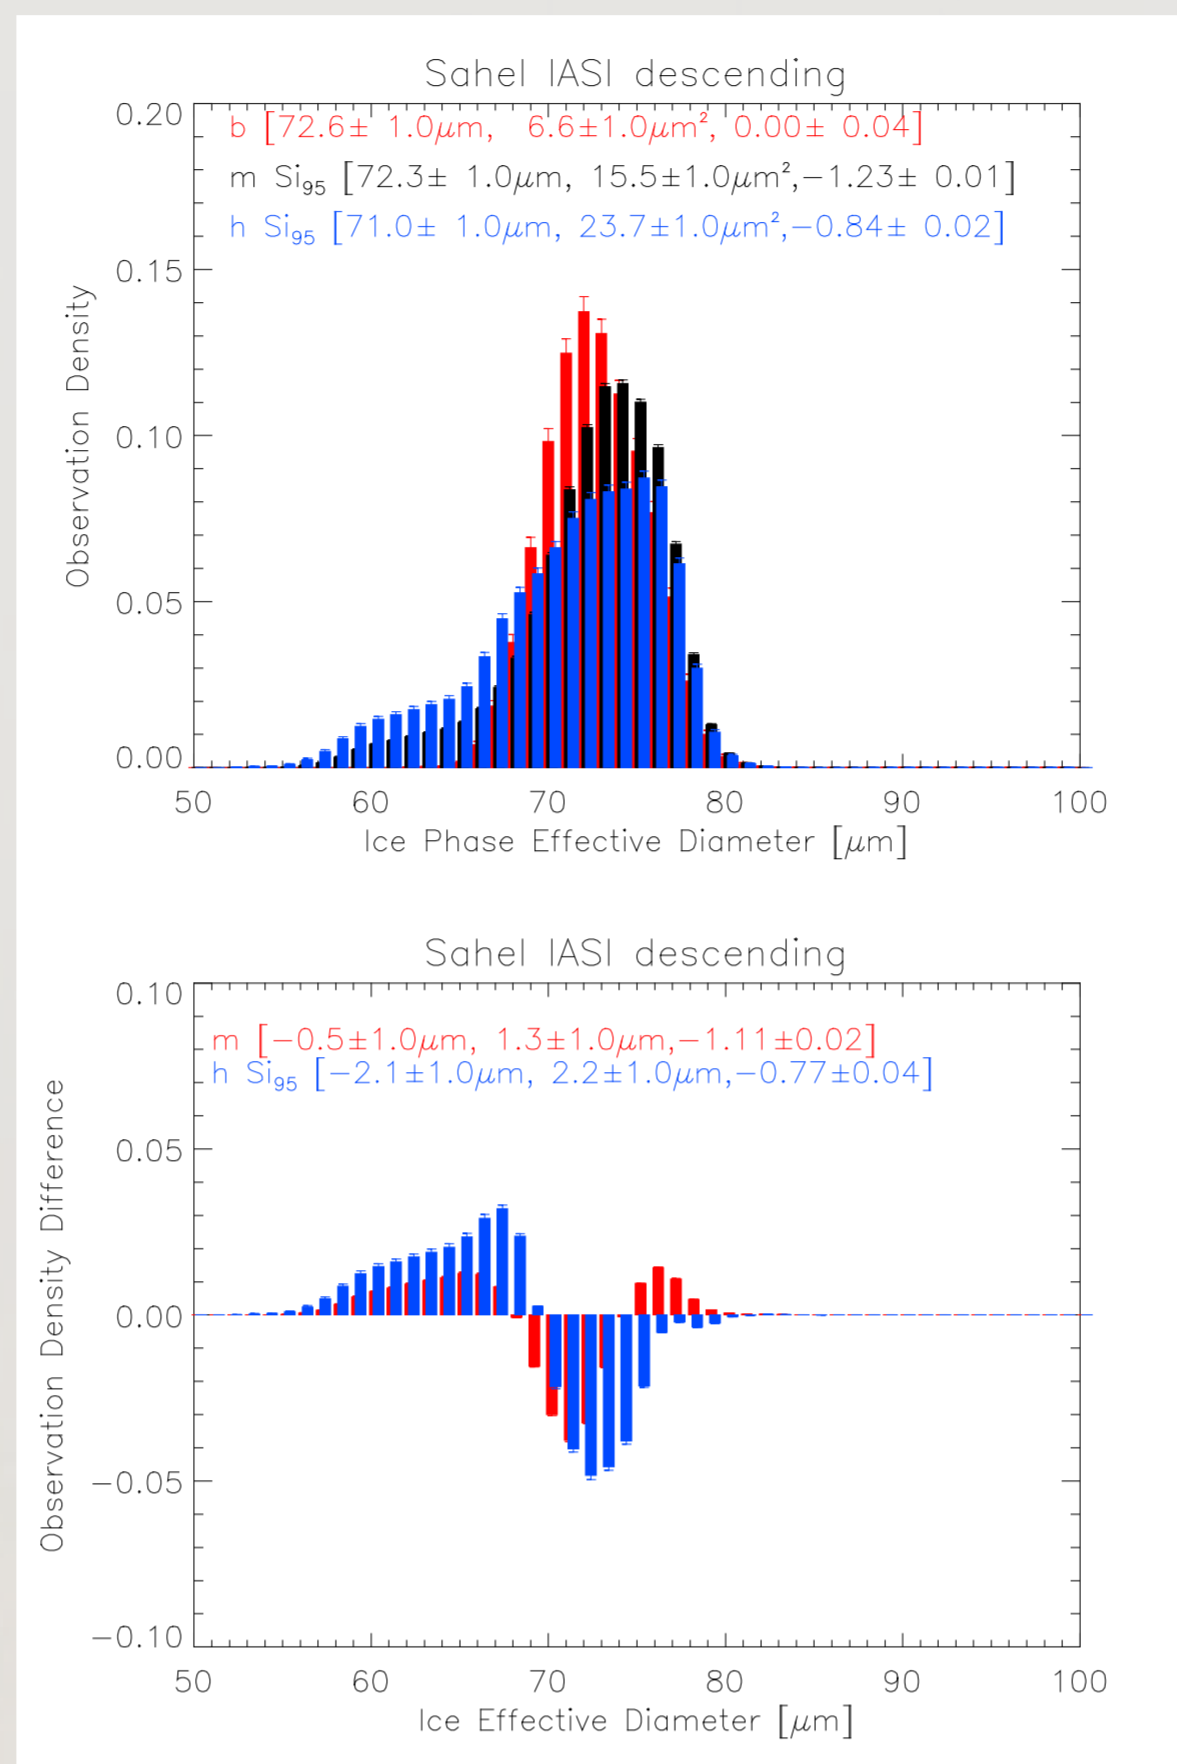 Sahel IASI descending
0.20
b [72.6± 1.0μm, 6.6±1.0μm², 0.00± 0.04]
m Si₉₅ [72.3± 1.0μm, 15.5±1.0μm²,−1.23± 0.01]
h Si₉₅ [71.0± 1.0μm, 23.7±1.0μm²,−0.84± 0.02]
0.15
Observation Density
0.10
0.05
0.00
50 60 70 80 90 100
Ice Phase Effective Diameter [μm]
Sahel IASI descending
0.10
m [−0.5±1.0μm, 1.3±1.0μm,−1.11±0.02]
h Si₉₅ [−2.1±1.0μm, 2.2±1.0μm,−0.77±0.04]
0.05
Observation Density Difference
0.00
−0.05
−0.10
50 60 70 80 90 100
Ice Effective Diameter [μm]